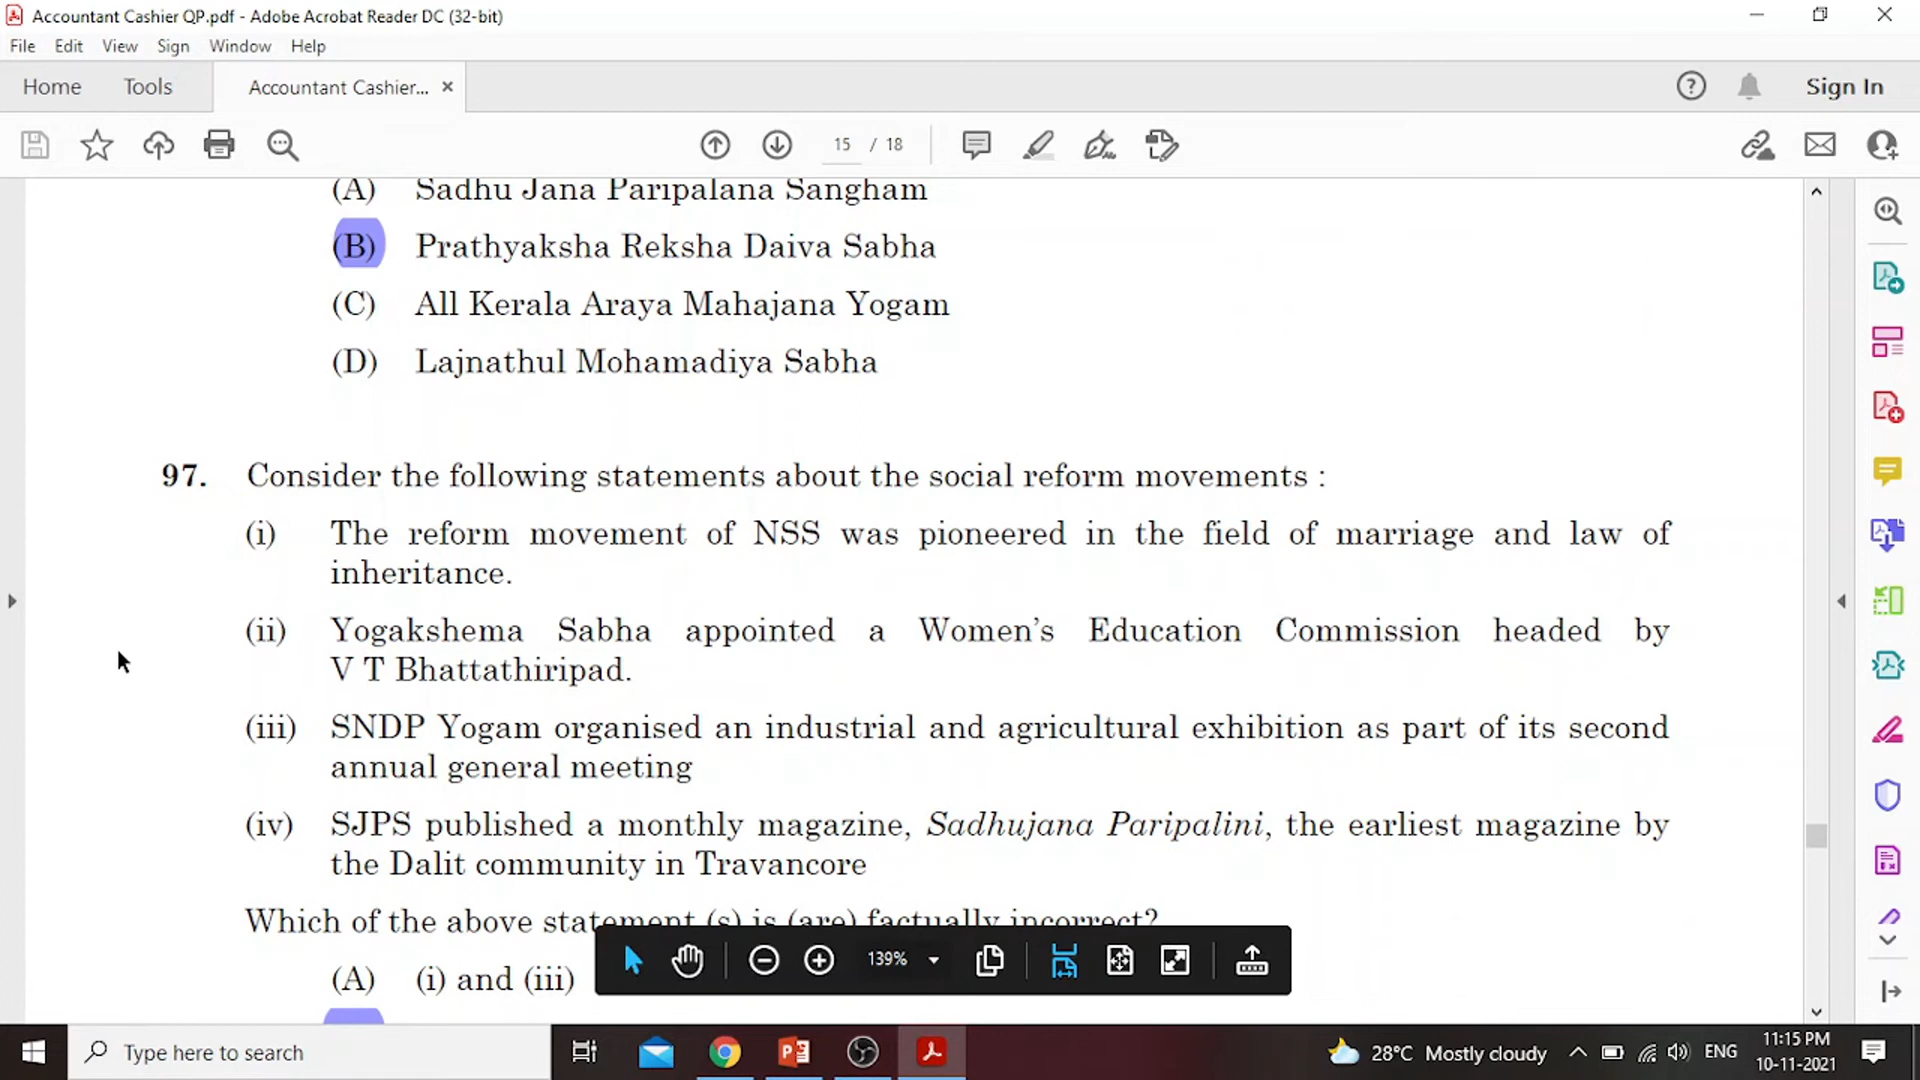 Accountant Cashier QP.pdf - Adobe Acrobat Reader DC (32-bit)
File Edit View Sign Window Help
Home Tools Accountant Cashier... × Sign In
15 / 18
(A) Sadhu Jana Paripalana Sangham
(B) Prathyaksha Reksha Daiva Sabha
(C) All Kerala Araya Mahajana Yogam
(D) Lajnathul Mohamadiya Sabha
97. Consider the following statements about the social reform movements :
(i) The reform movement of NSS was pioneered in the field of marriage and law of
inheritance.
(ii) Yogakshema Sabha appointed a Women's Education Commission headed by
V T Bhattathiripad.
(iii) SNDP Yogam organised an industrial and agricultural exhibition as part of its second
annual general meeting
(iv) SJPS published a monthly magazine, Sadhujana Paripalini, the earliest magazine by
the Dalit community in Travancore
Which of the above statement (s) is (are) factually incorrect?
139%
(A) (i) and (iii)
Type here to search
28°C Mostly cloudy
ENG
11:15 PM
10-11-2021